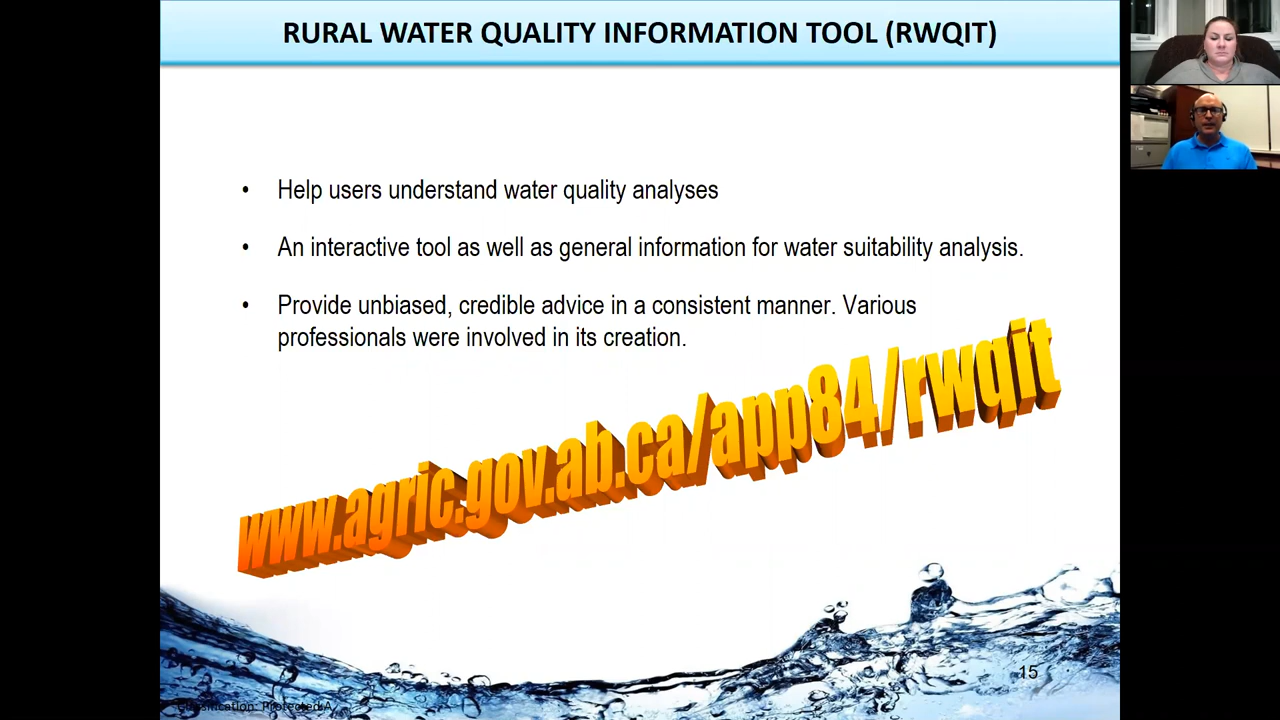 RURAL WATER QUALITY INFORMATION TOOL (RWQIT)
• Help users understand water quality analyses
• An interactive tool as well as general information for water suitability analysis.
• Provide unbiased, credible advice in a consistent manner. Various
professionals were involved in its creation.
www.agric.gov.ab.ca/app84/rwqit
15
Classification: Protected A